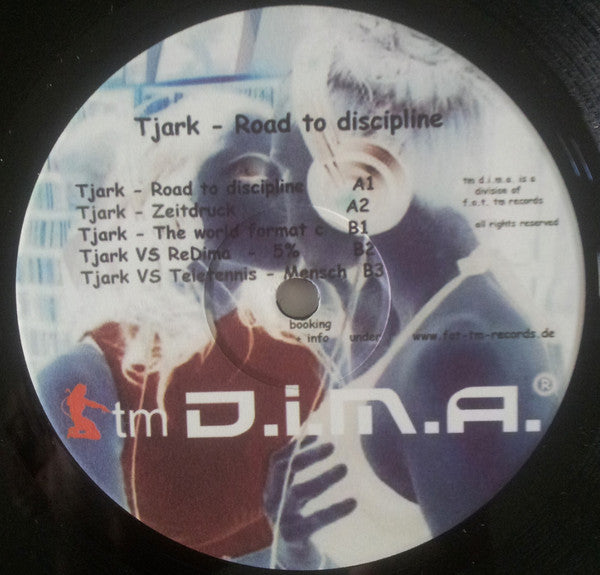 Tjark - Road to discipline
Tjark - Road to discipline A1
Tjark - Zeitdruck A2
Tjark - The world format c. B1
Tjark VS ReDima - 5% B2
Tjark VS Teletennis - Mensch B3
tm d.i.m.a. is a
division of
f.a.t. tm records
all rights reserved
booking
+ info under www.fat-tm-records.de
tm D.i.M.A.®